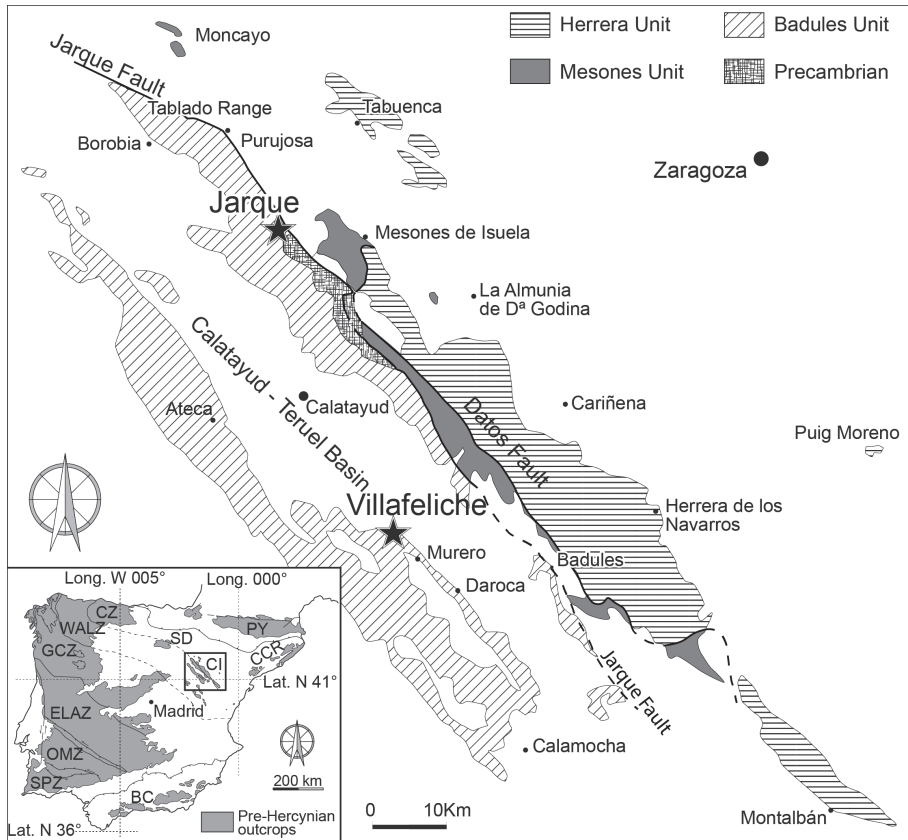 Herrera Unit
Badules Unit
Mesones Unit
Precambrian
Moncayo
Jarque Fault
Tablado Range
Tabuenca
Borobia
Purujosa
Zaragoza
Jarque
Mesones de Isuela
La Almunia
de Dª Godina
Calatayud - Teruel Basin
Calatayud
Ateca
Datos Fault
Cariñena
Puig Moreno
Villafeliche
Herrera de los
Navarros
Murero
Badules
Daroca
Jarque Fault
Calamocha
Montalbán
0 10Km
Long. W 005° Long. 000°
CZ
WALZ
GCZ
SD
PY
CI
CCR
Lat. N 41°
Madrid
ELAZ
OMZ
SPZ
BC
200 km
Pre-Hercynian
outcrops
Lat. N 36°